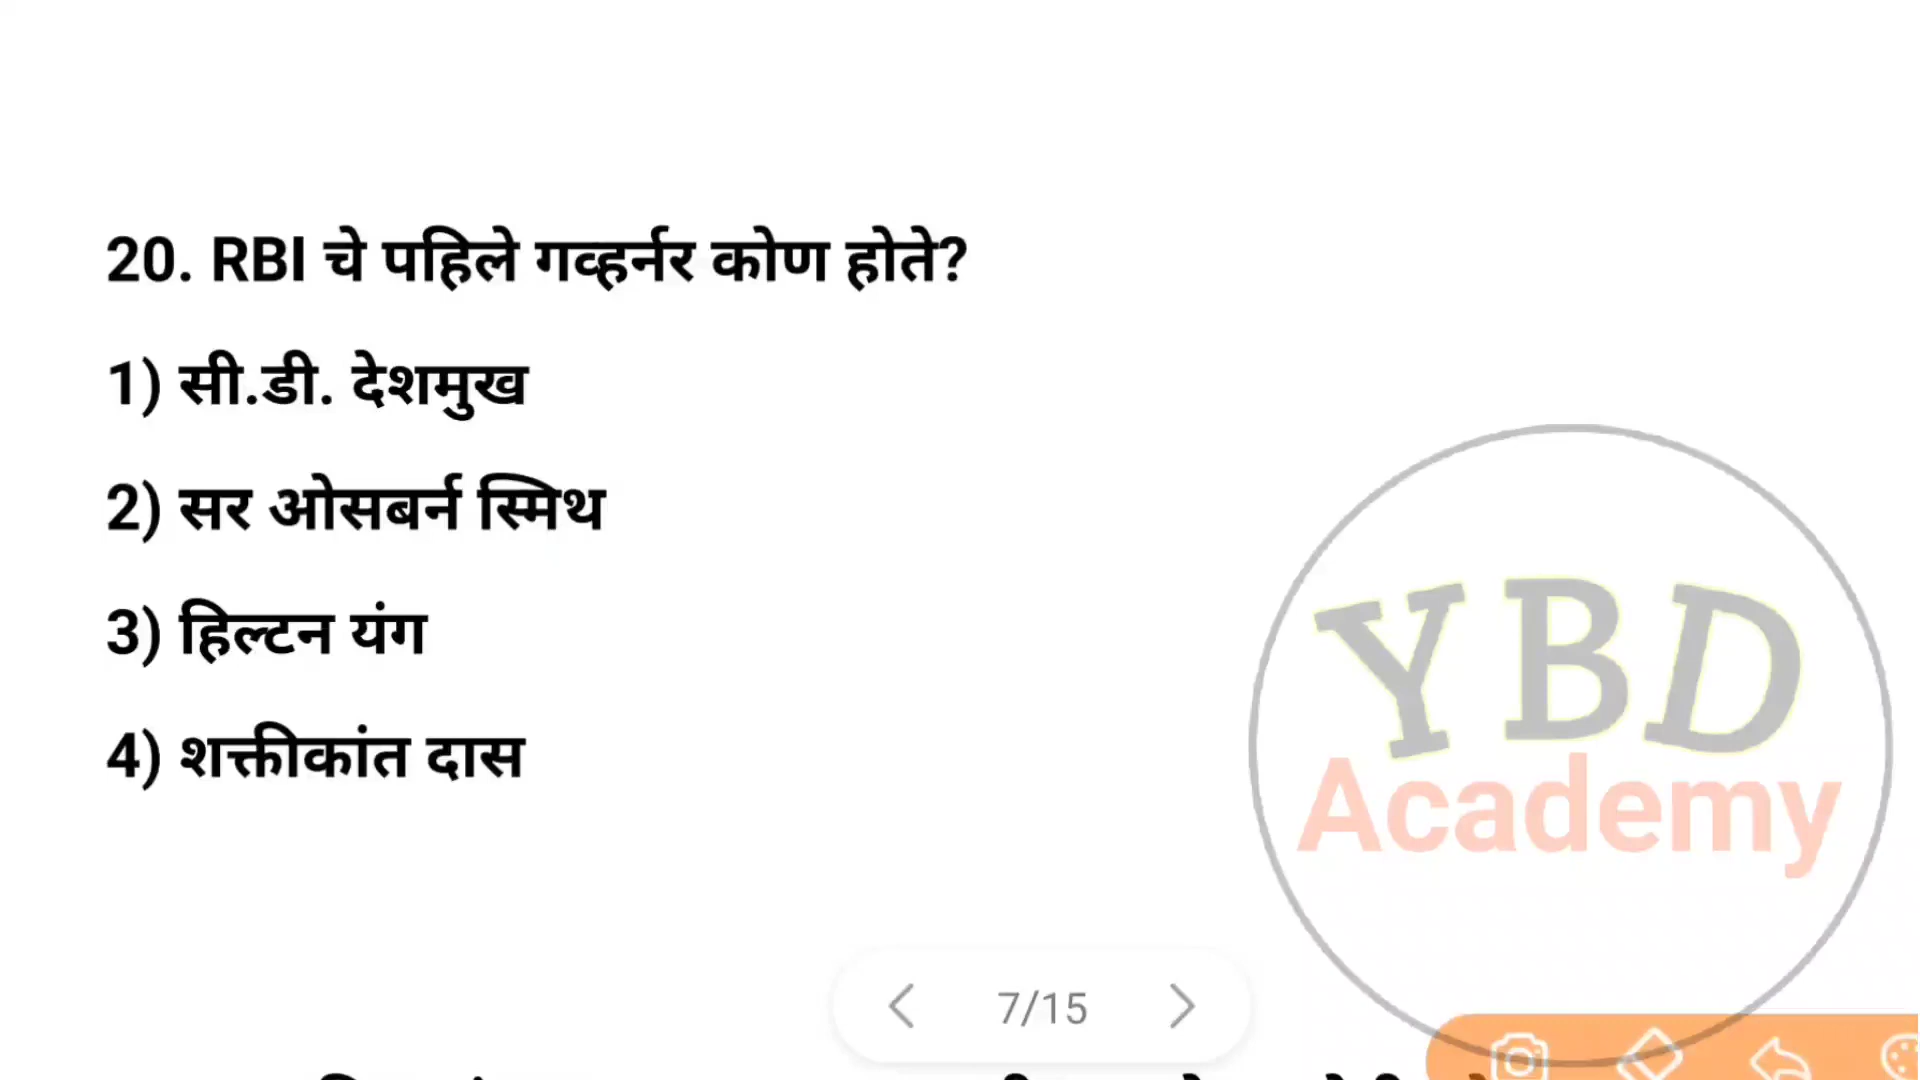 20. RBI चे पहिले गव्हर्नर कोण होते?
1) सी.डी. देशमुख
2) सर ओसबर्न स्मिथ
3) हिल्टन यंग
4) शक्तीकांत दास
YBD
Academy
7/15